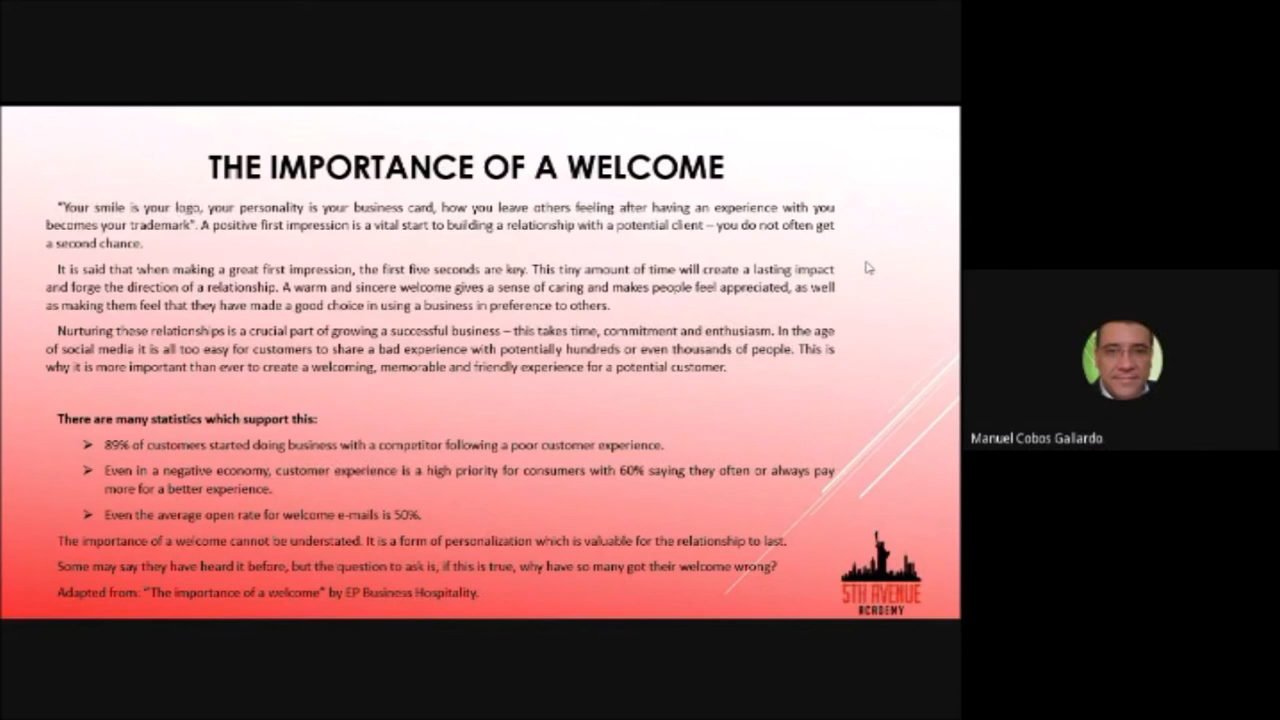 THE IMPORTANCE OF A WELCOME
"Your smile is your logo, your personality is your business card, how you leave others feeling after having an experience with you
becomes your trademark". A positive first impression is a vital start to building a relationship with a potential client – you do not often get
a second chance.
It is said that when making a great first impression, the first five seconds are key. This tiny amount of time will create a lasting impact
and forge the direction of a relationship. A warm and sincere welcome gives a sense of caring and makes people feel appreciated, as well
as making them feel that they have made a good choice in using a business in preference to others.
Nurturing these relationships is a crucial part of growing a successful business – this takes time, commitment and enthusiasm. In the age
of social media it is all too easy for customers to share a bad experience with potentially hundreds or even thousands of people. This is
why it is more important than ever to create a welcoming, memorable and friendly experience for a potential customer.
There are many statistics which support this:
➤ 89% of customers started doing business with a competitor following a poor customer experience.
➤ Even in a negative economy, customer experience is a high priority for consumers with 60% saying they often or always pay
more for a better experience.
➤ Even the average open rate for welcome e-mails is 50%.
The importance of a welcome cannot be understated. It is a form of personalization which is valuable for the relationship to last.
Some may say they have heard it before, but the question to ask is, if this is true, why have so many got their welcome wrong?
Adapted from: "The importance of a welcome" by EP Business Hospitality.
5TH AVENUE
ACADEMY
Manuel Cobos Gallardo